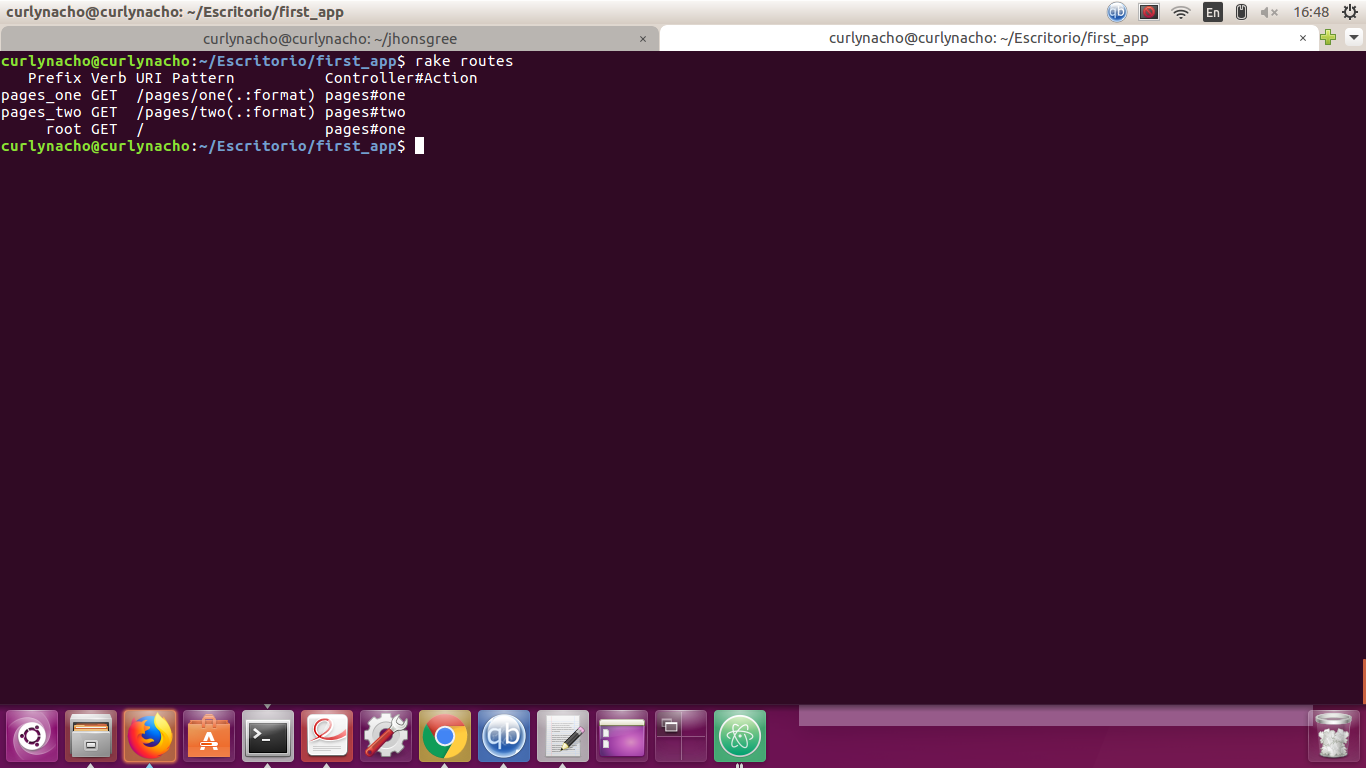 curlynacho@curlynacho: ~/Escritorio/first_app
qb
En
16:48
curlynacho@curlynacho: ~/jhonsgree ×
curlynacho@curlynacho: ~/Escritorio/first_app ×
curlynacho@curlynacho:~/Escritorio/first_app$ rake routes
   Prefix Verb URI Pattern          Controller#Action
pages_one GET  /pages/one(.:format) pages#one
pages_two GET  /pages/two(.:format) pages#two
     root GET  /                    pages#one
curlynacho@curlynacho:~/Escritorio/first_app$
A
>_
qb